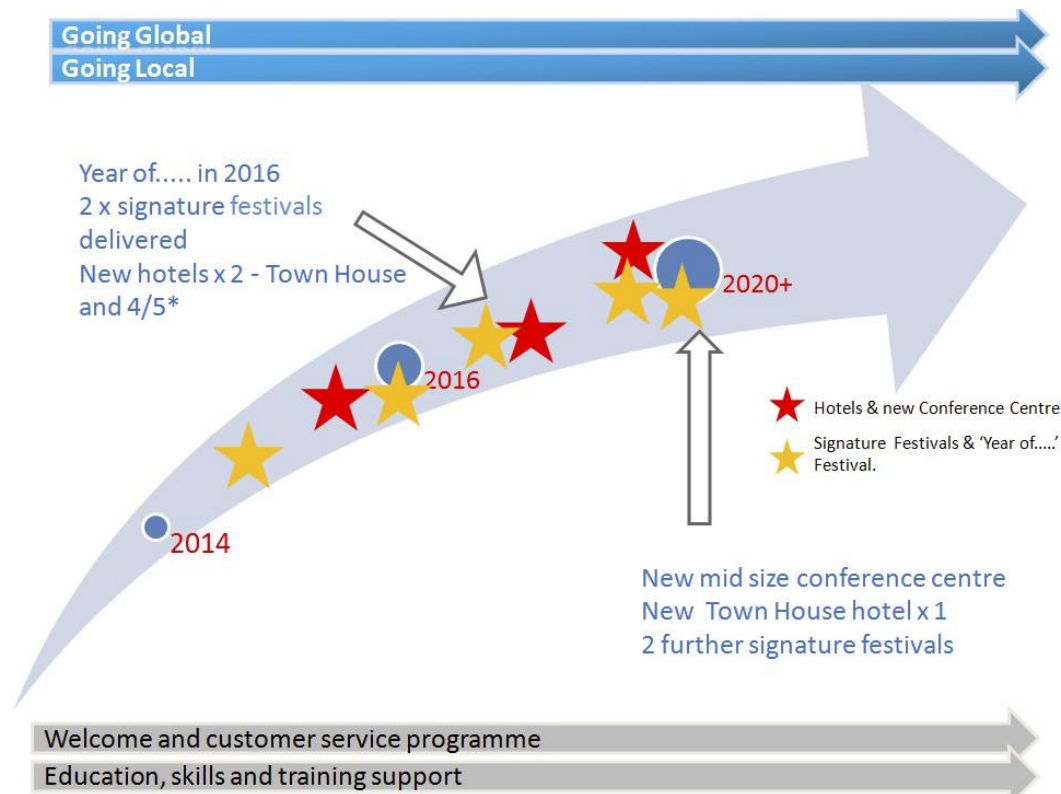 Going Global
Going Local
Year of..... in 2016
2 x signature festivals
delivered
New hotels x 2 - Town House
and 4/5*
2020+
2016
2014
Hotels & new Conference Centre
Signature Festivals & ‘Year of.....’
Festival.
New mid size conference centre
New Town House hotel x 1
2 further signature festivals
Welcome and customer service programme
Education, skills and training support